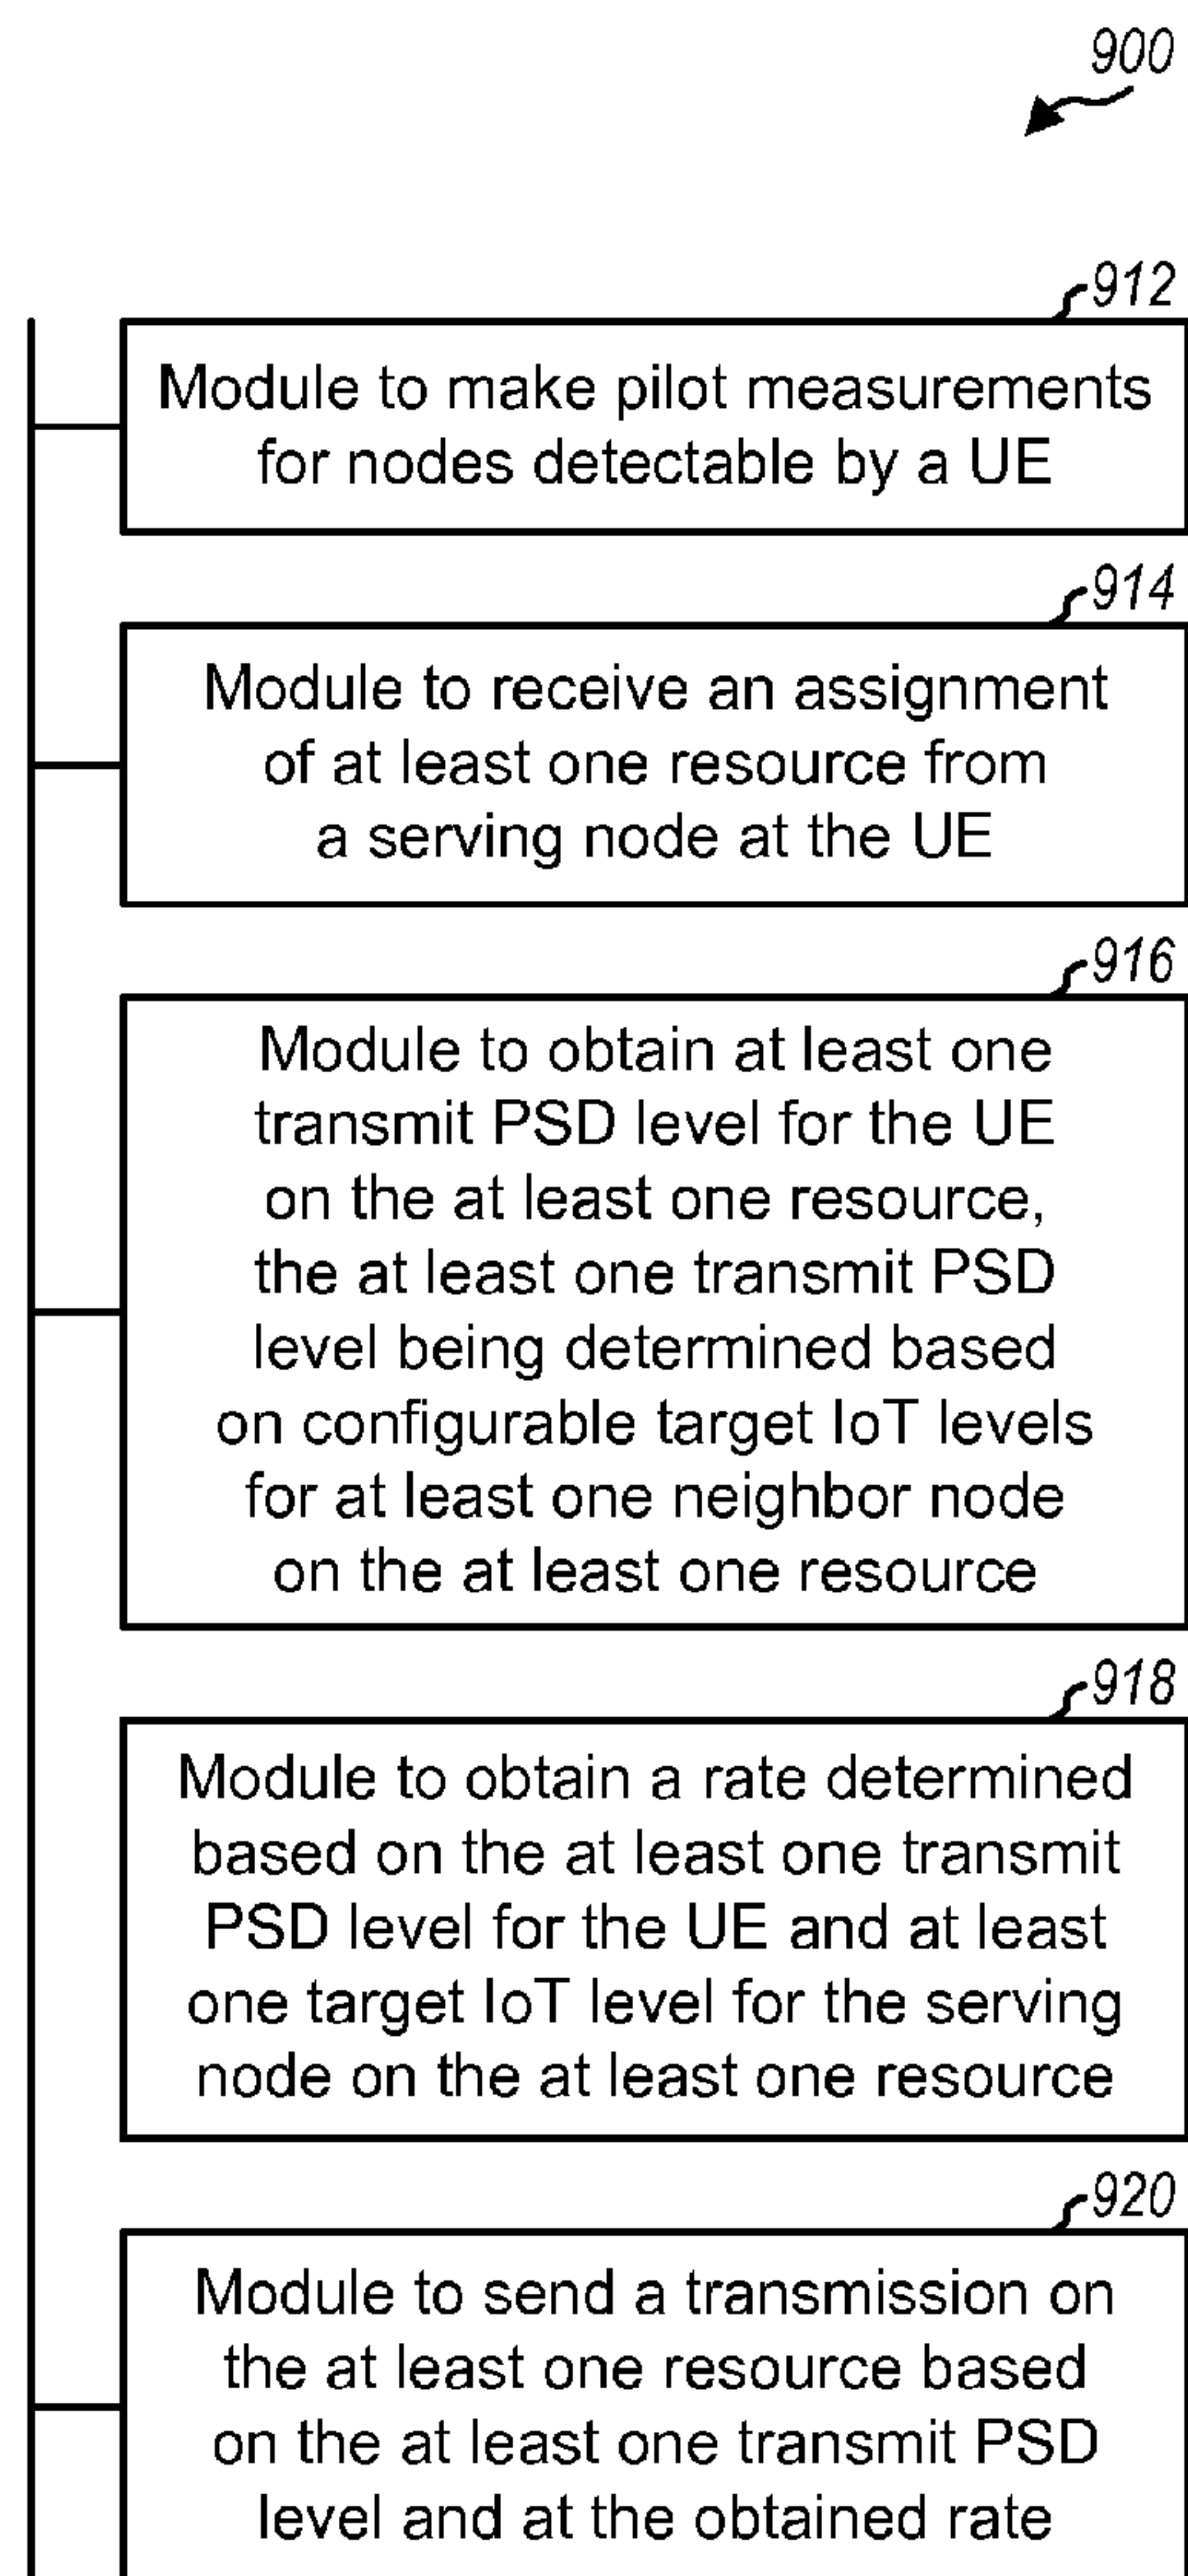 900
912
Module to make pilot measurements
for nodes detectable by a UE
914
Module to receive an assignment
of at least one resource from
a serving node at the UE
916
Module to obtain at least one
transmit PSD level for the UE
on the at least one resource,
the at least one transmit PSD
level being determined based
on configurable target IoT levels
for at least one neighbor node
on the at least one resource
918
Module to obtain a rate determined
based on the at least one transmit
PSD level for the UE and at least
one target IoT level for the serving
node on the at least one resource
920
Module to send a transmission on
the at least one resource based
on the at least one transmit PSD
level and at the obtained rate